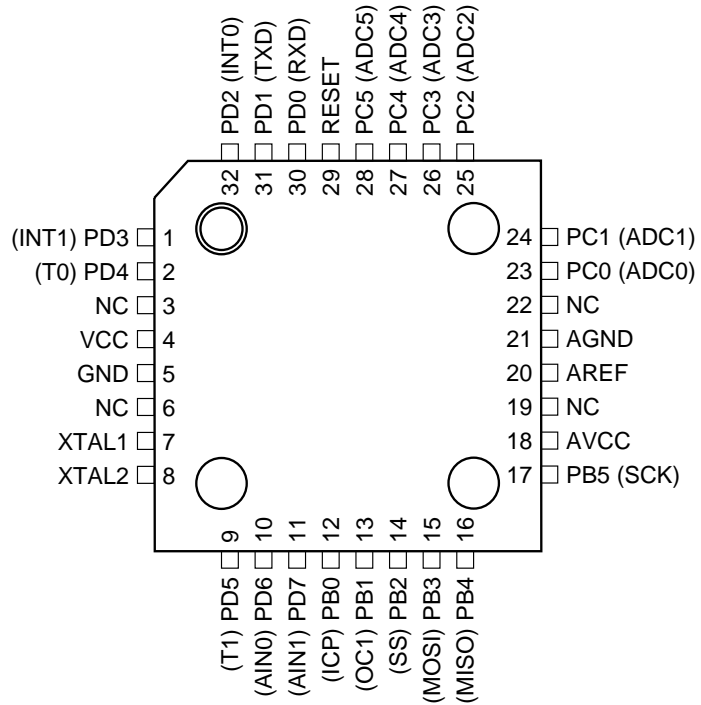 PD2 (INT0)
PD1 (TXD)
PD0 (RXD)
RESET
PC5 (ADC5)
PC4 (ADC4)
PC3 (ADC3)
PC2 (ADC2)
32 31 30 29 28 27 26 25
(INT1) PD3 1
(T0) PD4 2
NC 3
VCC 4
GND 5
NC 6
XTAL1 7
XTAL2 8
24 PC1 (ADC1)
23 PC0 (ADC0)
22 NC
21 AGND
20 AREF
19 NC
18 AVCC
17 PB5 (SCK)
9 10 11 12 13 14 15 16
(T1) PD5
(AIN0) PD6
(AIN1) PD7
(ICP) PB0
(OC1) PB1
(SS) PB2
(MOSI) PB3
(MISO) PB4